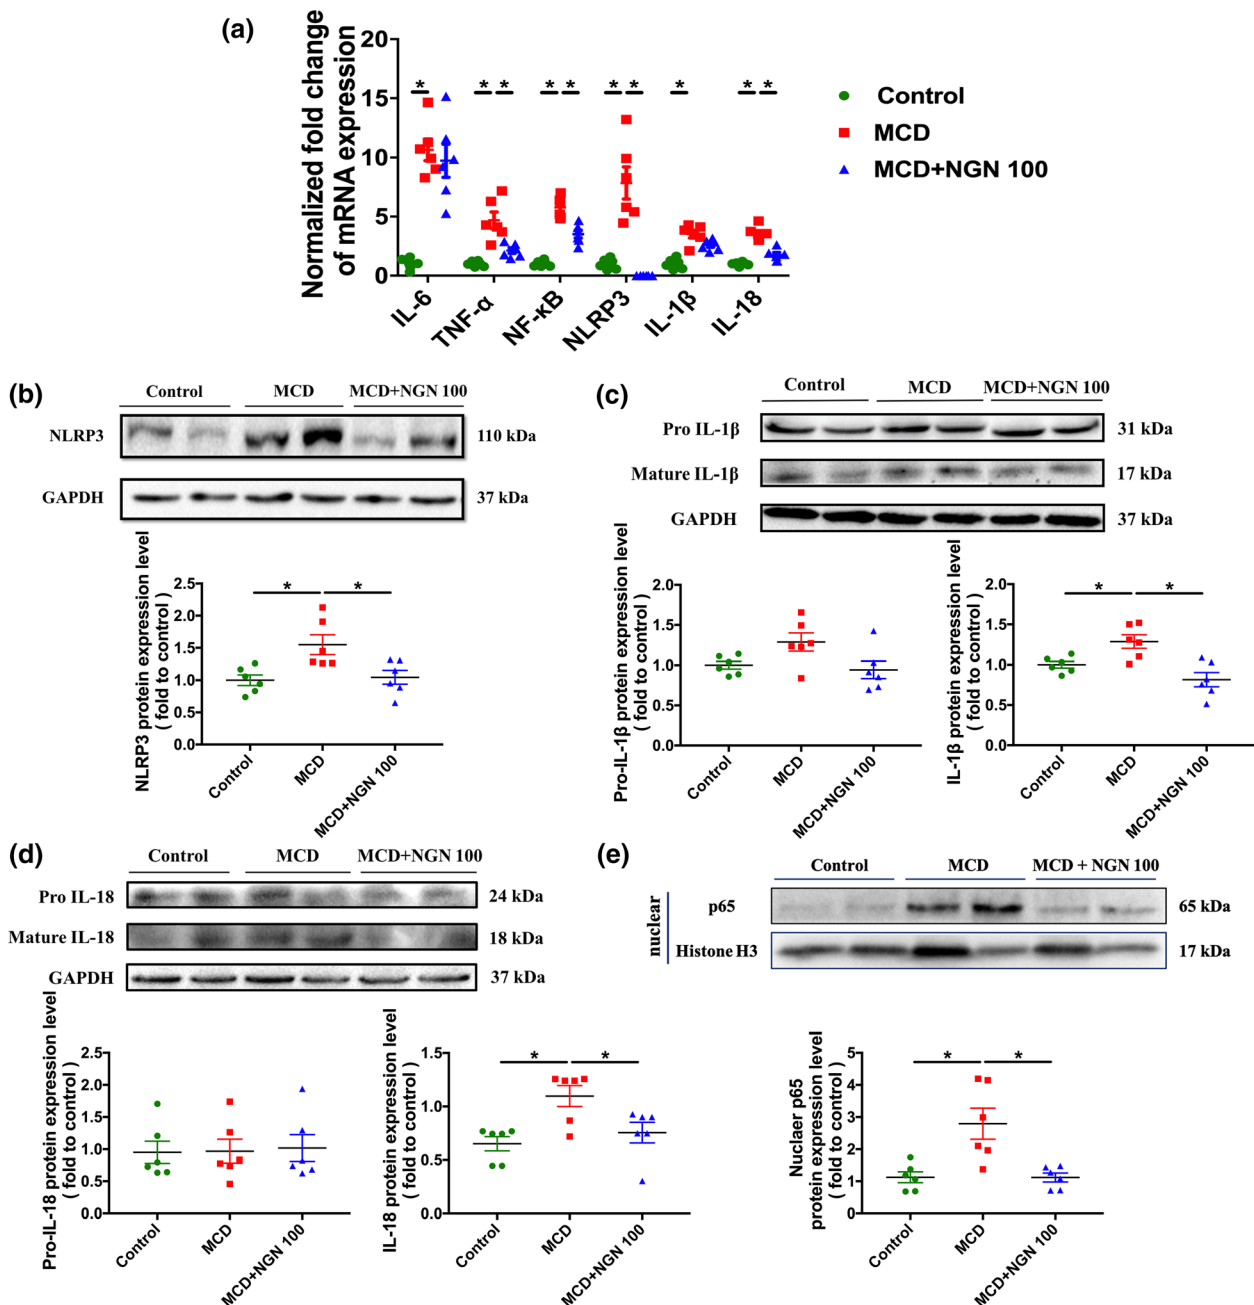 (a)
Normalized fold change
of mRNA expression
20
15
10
5
0
* * * * * * * * * *
IL-6 TNF-α NF-κB NLRP3 IL-1β IL-18
Control
MCD
MCD+NGN 100
(b)
Control MCD MCD+NGN 100
NLRP3 110 kDa
GAPDH 37 kDa
NLRP3 protein expression level
( fold to control )
2.5
2.0
1.5
1.0
0.5
0.0
* *
Control MCD MCD+NGN 100
(c)
Control MCD MCD+NGN 100
Pro IL-1β 31 kDa
Mature IL-1β 17 kDa
GAPDH 37 kDa
Pro-IL-1β protein expression level
( fold to control )
2.0
1.5
1.0
0.5
0.0
Control MCD MCD+NGN 100
IL-1β protein expression level
( fold to control )
2.0
1.5
1.0
0.5
0.0
* *
Control MCD MCD+NGN 100
(d)
Control MCD MCD+NGN 100
Pro IL-18 24 kDa
Mature IL-18 18 kDa
GAPDH 37 kDa
Pro-IL-18 protein expression level
( fold to control )
2.5
2.0
1.5
1.0
0.5
0.0
Control MCD MCD+NGN 100
IL-18 protein expression level
( fold to control )
1.5
1.0
0.5
0.0
* *
Control MCD MCD+NGN 100
(e)
Control MCD MCD + NGN 100
nuclear
p65 65 kDa
Histone H3 17 kDa
Nuclaer p65
protein expression level
( fold to control )
5
4
3
2
1
0
* *
Control MCD MCD+NGN 100